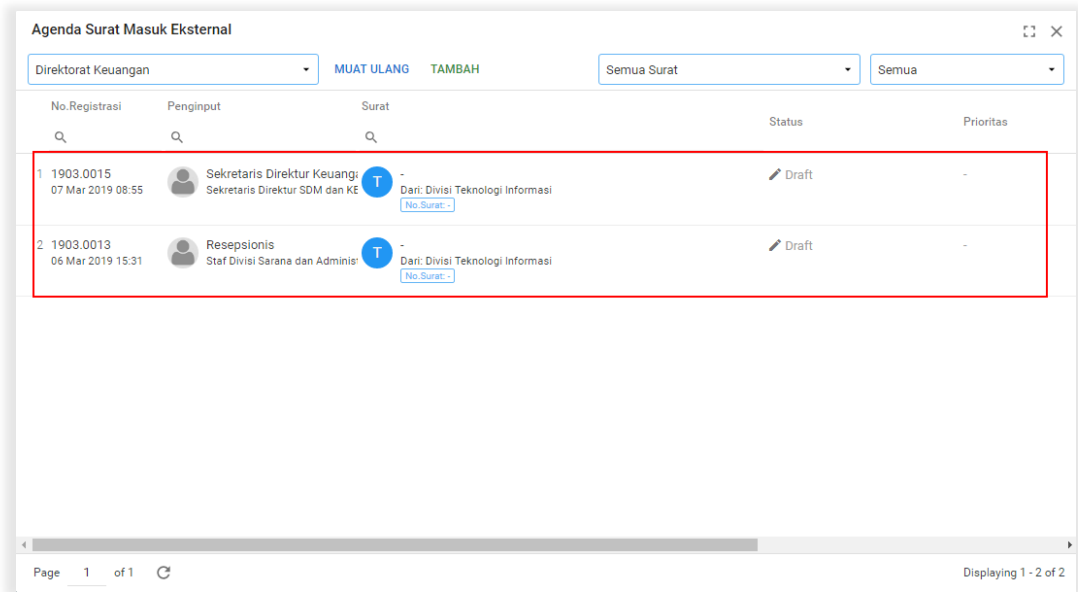 Agenda Surat Masuk Eksternal
Direktorat Keuangan MUAT ULANG TAMBAH Semua Surat Semua
No.Registrasi Penginput Surat Status Prioritas
1 1903.0015 Sekretaris Direktur Keuanga T - Draft -
07 Mar 2019 08:55 Sekretaris Direktur SDM dan KE Dari: Divisi Teknologi Informasi
No.Surat: -
2 1903.0013 Resepsionis T - Draft -
06 Mar 2019 15:31 Staf Divisi Sarana dan Adminis Dari: Divisi Teknologi Informasi
No.Surat: -
Page 1 of 1 Displaying 1 - 2 of 2